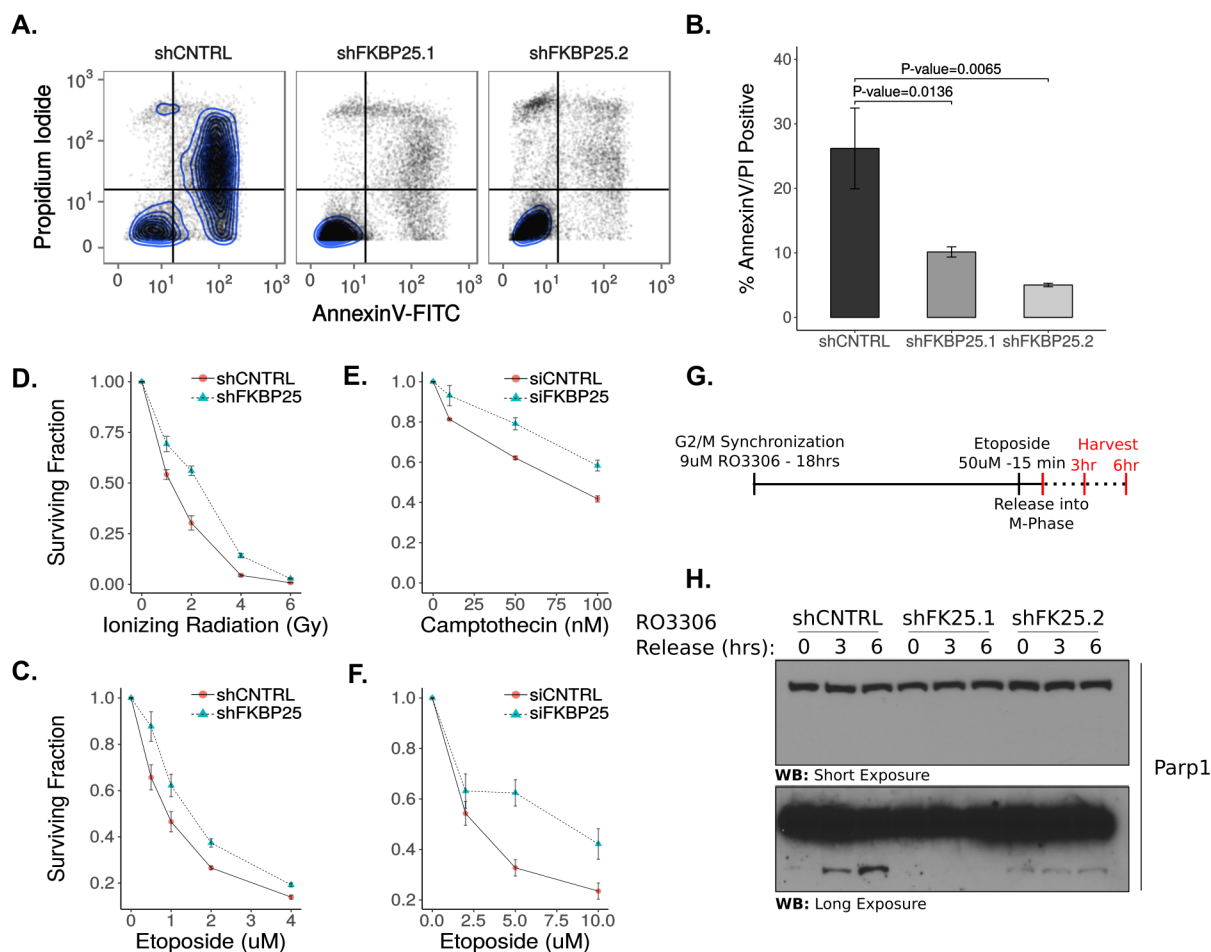 A.
shCNTRL
shFKBP25.1
shFKBP25.2
Propidium Iodide
10³
10²
10¹
0
0 10¹ 10² 10³
0 10¹ 10² 10³
0 10¹ 10² 10³
AnnexinV-FITC
B.
% AnnexinV/PI Positive
40
30
20
10
0
P-value=0.0065
P-value=0.0136
shCNTRL shFKBP25.1 shFKBP25.2
D.
shCNTRL
shFKBP25
Surviving Fraction
1.00
0.75
0.50
0.25
0.00
0 2 4 6
Ionizing Radiation (Gy)
E.
siCNTRL
siFKBP25
1.0
0.8
0.6
0.4
0.2
0.0
0 25 50 75 100
Camptothecin (nM)
G.
G2/M Synchronization
9uM RO3306 - 18hrs
Etoposide
50uM -15 min
Harvest
3hr 6hr
Release into
M-Phase
C.
shCNTRL
shFKBP25
Surviving Fraction
1.0
0.8
0.6
0.4
0.2
0 1 2 3 4
Etoposide (uM)
F.
siCNTRL
siFKBP25
1.0
0.8
0.6
0.4
0.2
0.0 2.5 5.0 7.5 10.0
Etoposide (uM)
H.
RO3306
Release (hrs):
shCNTRL shFK25.1 shFK25.2
0 3 6 0 3 6 0 3 6
WB: Short Exposure
Parp1
WB: Long Exposure